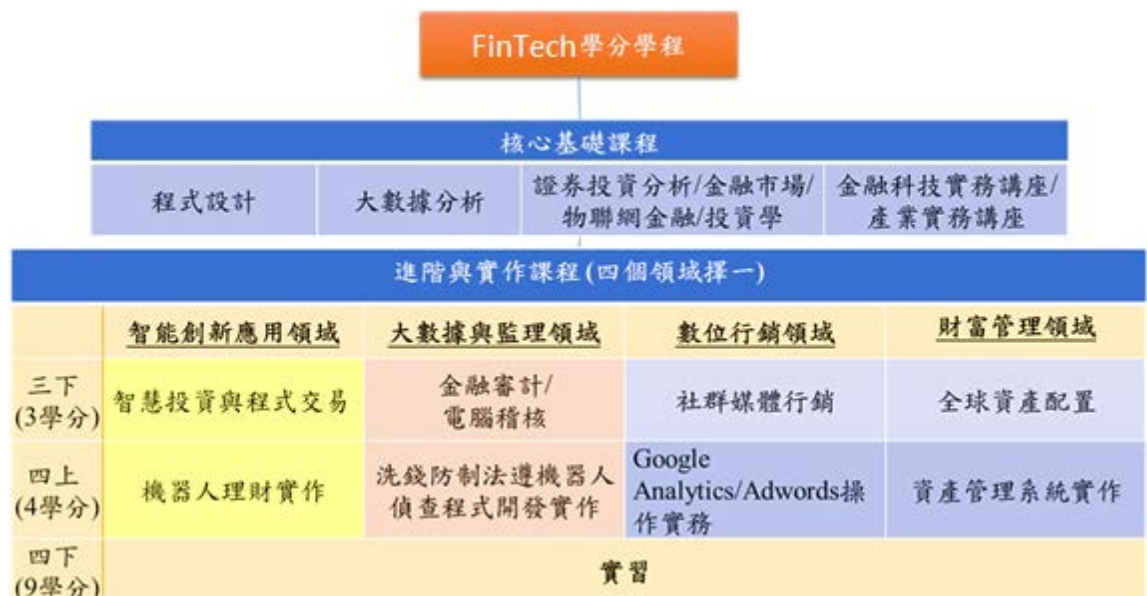 FinTech學分學程
核心基礎課程
程式設計
大數據分析
證券投資分析/金融市場/
物聯網金融/投資學
金融科技實務講座/
產業實務講座
進階與實作課程(四個領域擇一)
智能創新應用領域
大數據與監理領域
數位行銷領域
財富管理領域
三下
(3學分)
智慧投資與程式交易
金融審計/
電腦稽核
社群媒體行銷
全球資產配置
四上
(4學分)
機器人理財實作
洗錢防制法遵機器人
偵查程式開發實作
Google
Analytics/Adwords操
作實務
資產管理系統實作
四下
(9學分)
實習